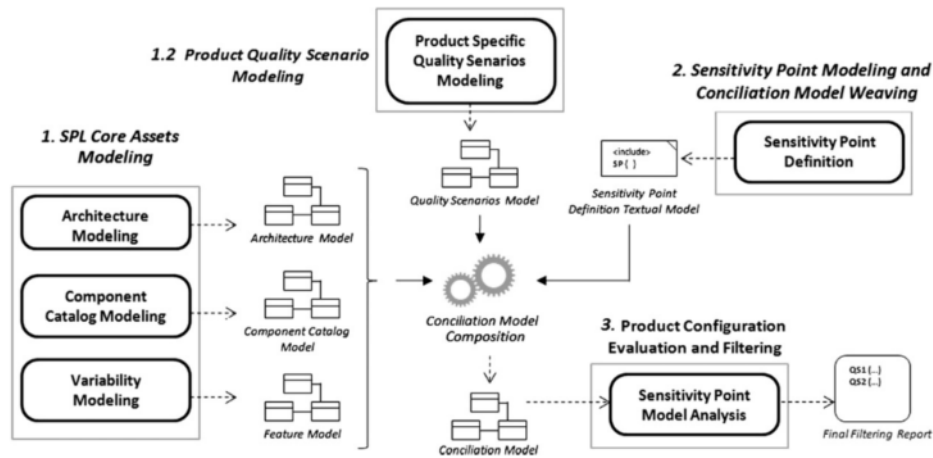 1.2 Product Quality Scenario
Modeling
Product Specific
Quality Senarios
Modeling
2. Sensitivity Point Modeling and
Conciliation Model Weaving
1. SPL Core Assets
Modeling
<include>
SP ( )
Sensitivity Point
Definition
Quality Scenarios Model
Sensitivity Point
Definition Textual Model
Architecture
Modeling
Architecture Model
Component
Catalog Modeling
Component Catalog
Model
Conciliation Model
Composition
3. Product Configuration
Evaluation and Filtering
Variability
Modeling
Feature Model
Conciliation Model
Sensitivity Point
Model Analysis
QS1 (...)
QS2 (...)
Final Filtering Report